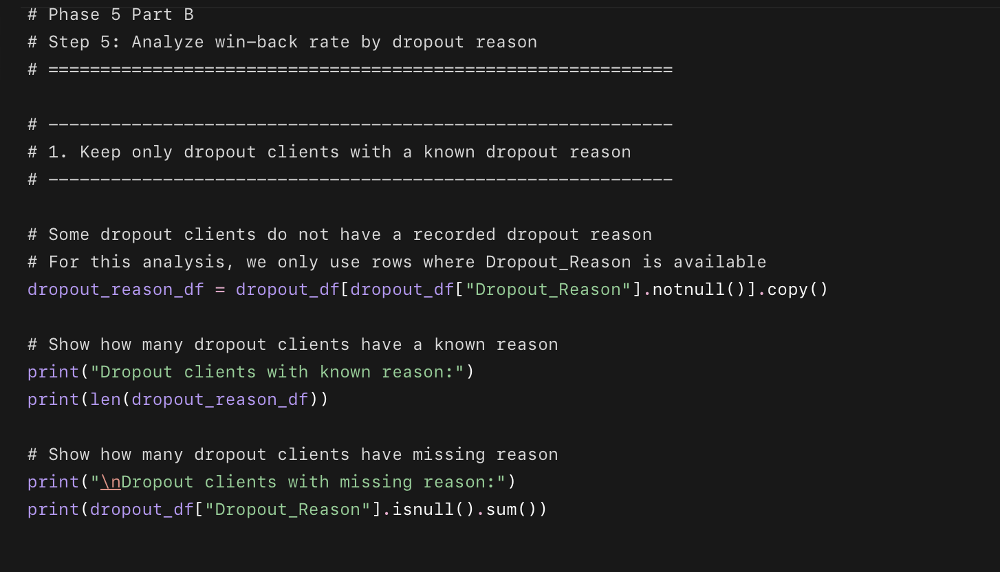 # Phase 5 Part B
# Step 5: Analyze win-back rate by dropout reason
# ============================================================
# ------------------------------------------------------------
# 1. Keep only dropout clients with a known dropout reason
# ------------------------------------------------------------
# Some dropout clients do not have a recorded dropout reason
# For this analysis, we only use rows where Dropout_Reason is available
dropout_reason_df = dropout_df[dropout_df["Dropout_Reason"].notnull()].copy()
# Show how many dropout clients have a known reason
print("Dropout clients with known reason:")
print(len(dropout_reason_df))
# Show how many dropout clients have missing reason
print("\nDropout clients with missing reason:")
print(dropout_df["Dropout_Reason"].isnull().sum())